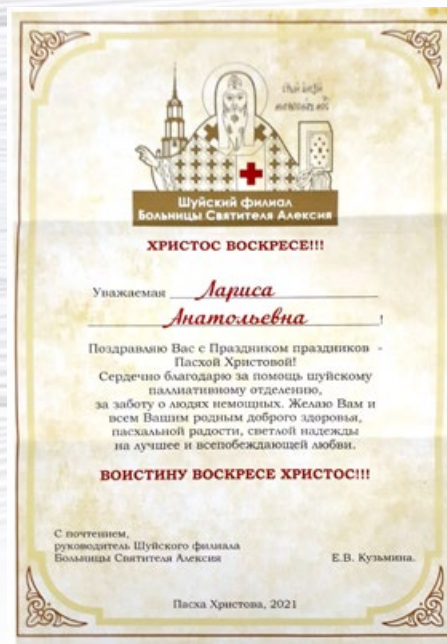 Шуйский филиал
Больницы Святителя Алексия
ХРИСТОС ВОСКРЕСЕ!!!
Уважаемая Лариса
Анатольевна !
Поздравляю Вас с Праздником праздников -
Пасхой Христовой!
Сердечно благодарю за помощь шуйскому
паллиативному отделению,
за заботу о людях немощных. Желаю Вам и
всем Вашим родным доброго здоровья,
пасхальной радости, светлой надежды
на лучшее и всепобеждающей любви.
ВОИСТИНУ ВОСКРЕСЕ ХРИСТОС!!!
С почтением,
руководитель Шуйского филиала
Больницы Святителя Алексия Е.В. Кузьмина.
Пасха Христова, 2021